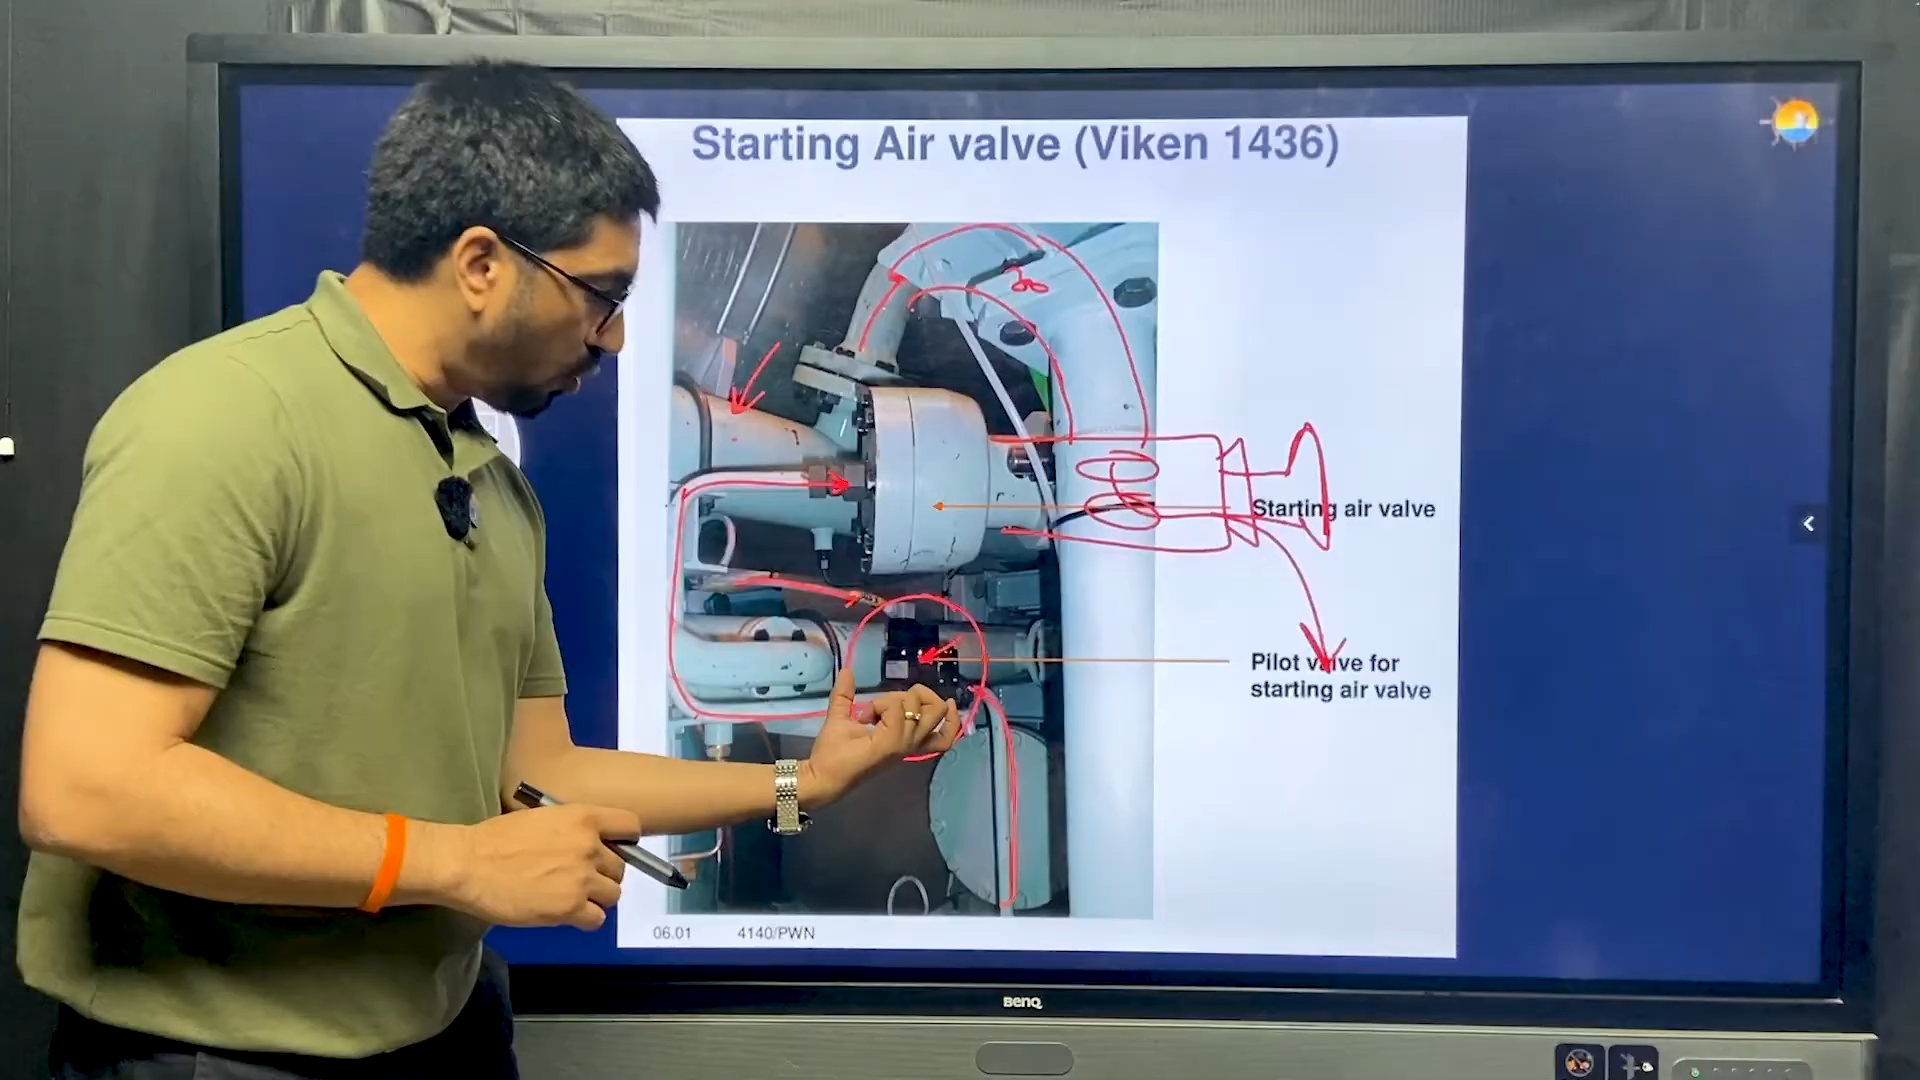 Starting Air valve (Viken 1436)
Starting air valve
Pilot valve for
starting air valve
06.01 4140/PWN
BenQ